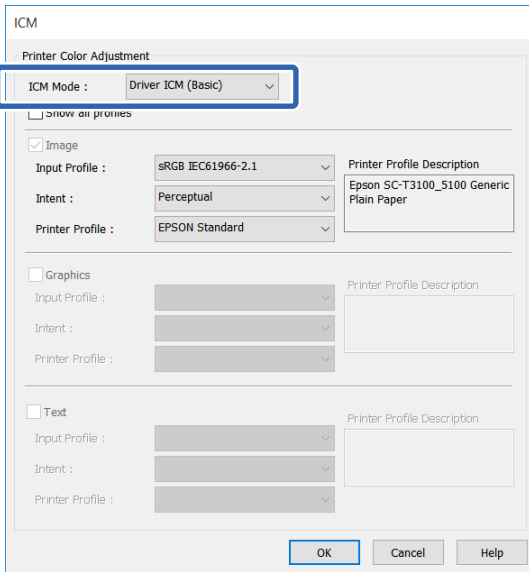 ICM
Printer Color Adjustment
ICM Mode :
Driver ICM (Basic)
Show all profiles
Image
Input Profile :
sRGB IEC61966-2.1
Printer Profile Description
Epson SC-T3100_5100 Generic
Plain Paper
Intent :
Perceptual
Printer Profile :
EPSON Standard
Graphics
Input Profile :
Printer Profile Description
Intent :
Printer Profile :
Text
Input Profile :
Printer Profile Description
Intent :
Printer Profile :
OK
Cancel
Help